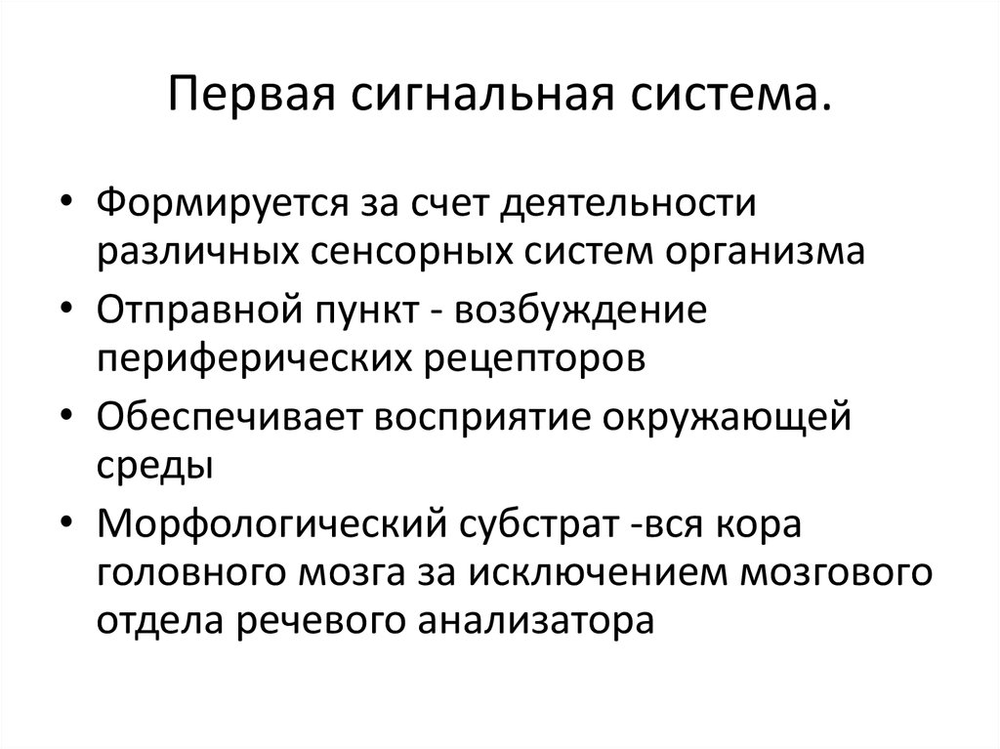 Первая сигнальная система.
• Формируется за счет деятельности
различных сенсорных систем организма
• Отправной пункт - возбуждение
периферических рецепторов
• Обеспечивает восприятие окружающей
среды
• Морфологический субстрат -вся кора
головного мозга за исключением мозгового
отдела речевого анализатора